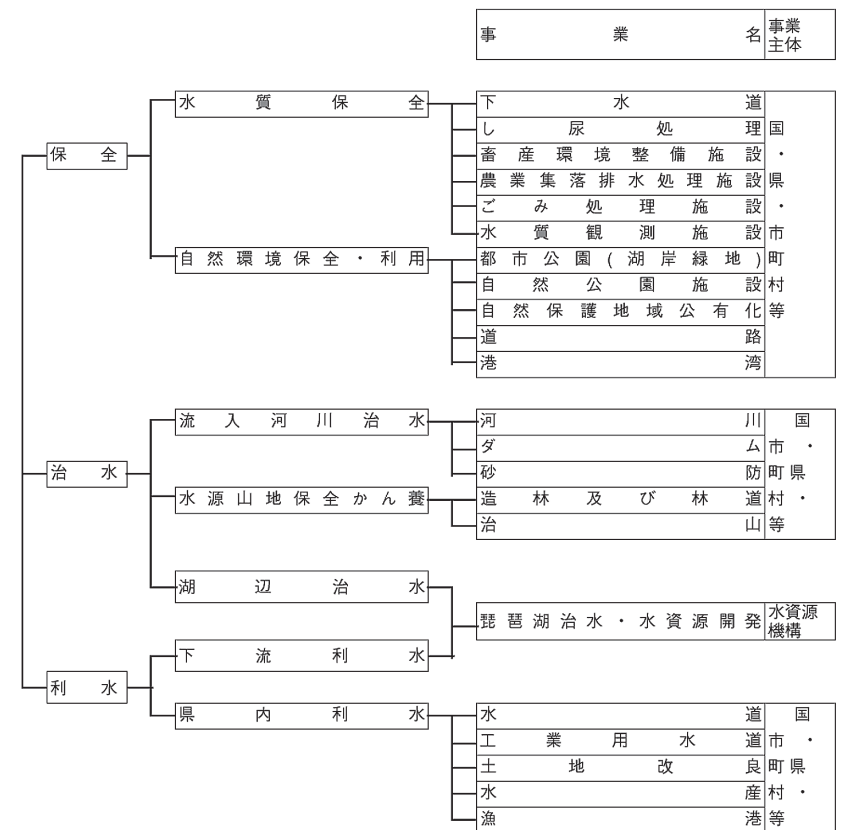 事業名 事業主体
保全
水質保全
下水道
し尿処理
畜産環境整備施設
農業集落排水処理施設
ごみ処理施設
水質観測施設
自然環境保全・利用
都市公園(湖岸緑地)
自然公園施設
自然保護地域公有化
道路
港湾
国・県・市町村等
治水
流入河川治水
河川
ダム
砂防
水源山地保全かん養
造林及び林道
治山
国・県・市町村等
湖辺治水
琵琶湖治水・水資源開発 水資源機構
利水
下流利水
県内利水
水道
工業用水道
土地改良
水産
漁港
国・県・市町村等